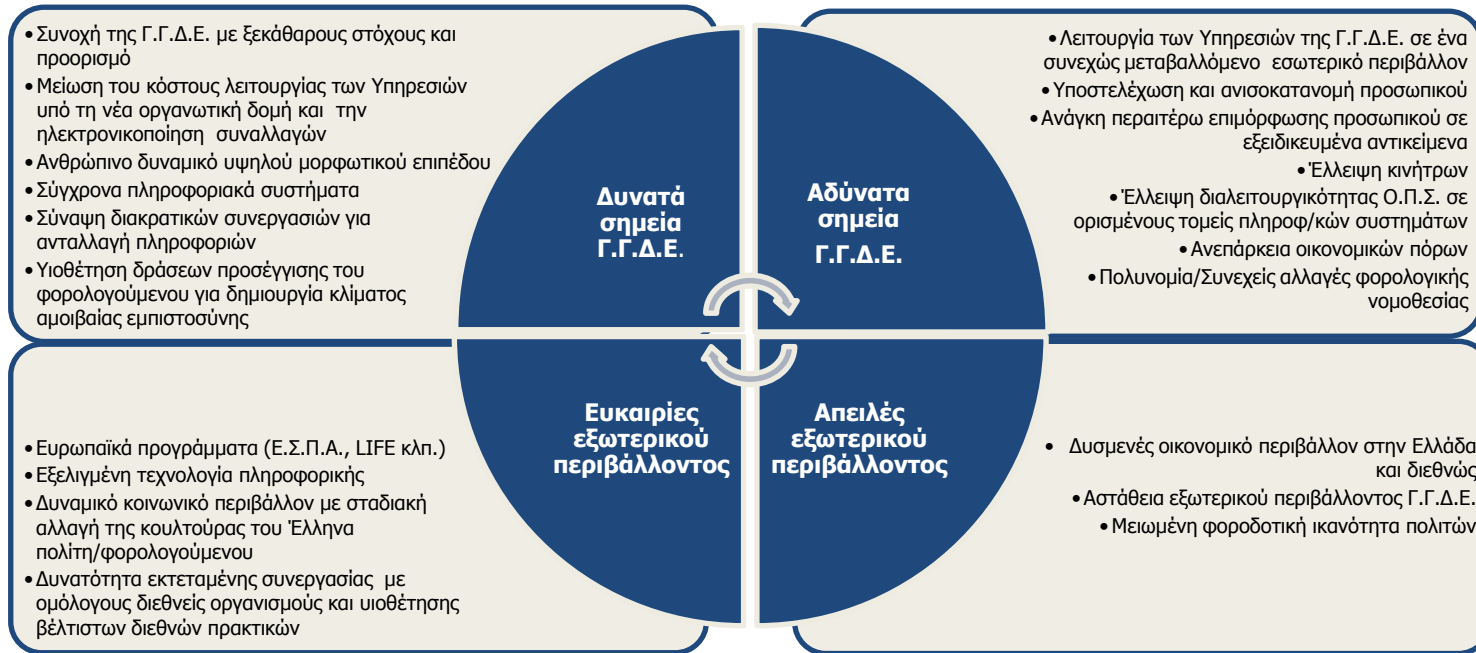 • Συνοχή της Γ.Γ.Δ.Ε. με ξεκάθαρους στόχους και
προορισμό
• Μείωση του κόστους λειτουργίας των Υπηρεσιών
υπό τη νέα οργανωτική δομή και την
ηλεκτρονικοποίηση συναλλαγών
• Ανθρώπινο δυναμικό υψηλού μορφωτικού επιπέδου
• Σύγχρονα πληροφοριακά συστήματα
• Σύναψη διακρατικών συνεργασιών για
ανταλλαγή πληροφοριών
• Υιοθέτηση δράσεων προσέγγισης του
φορολογούμενου για δημιουργία κλίματος
αμοιβαίας εμπιστοσύνης
Δυνατά
σημεία
Γ.Γ.Δ.Ε.
Αδύνατα
σημεία
Γ.Γ.Δ.Ε.
• Λειτουργία των Υπηρεσιών της Γ.Γ.Δ.Ε. σε ένα
συνεχώς μεταβαλλόμενο εσωτερικό περιβάλλον
• Υποστελέχωση και ανισοκατανομή προσωπικού
• Ανάγκη περαιτέρω επιμόρφωσης προσωπικού σε
εξειδικευμένα αντικείμενα
• Έλλειψη κινήτρων
• Έλλειψη διαλειτουργικότητας Ο.Π.Σ. σε
ορισμένους τομείς πληροφ/κών συστημάτων
• Ανεπάρκεια οικονομικών πόρων
• Πολυνομία/Συνεχείς αλλαγές φορολογικής
νομοθεσίας
• Ευρωπαϊκά προγράμματα (Ε.Σ.Π.Α., LIFE κλπ.)
• Εξελιγμένη τεχνολογία πληροφορικής
• Δυναμικό κοινωνικό περιβάλλον με σταδιακή
αλλαγή της κουλτούρας του Έλληνα
πολίτη/φορολογούμενου
• Δυνατότητα εκτεταμένης συνεργασίας με
ομόλογους διεθνείς οργανισμούς και υιοθέτησης
βέλτιστων διεθνών πρακτικών
Ευκαιρίες
εξωτερικού
περιβάλλοντος
Απειλές
εξωτερικού
περιβάλλοντος
• Δυσμενές οικονομικό περιβάλλον στην Ελλάδα
και διεθνώς
• Αστάθεια εξωτερικού περιβάλλοντος Γ.Γ.Δ.Ε.
• Μειωμένη φοροδοτική ικανότητα πολιτών